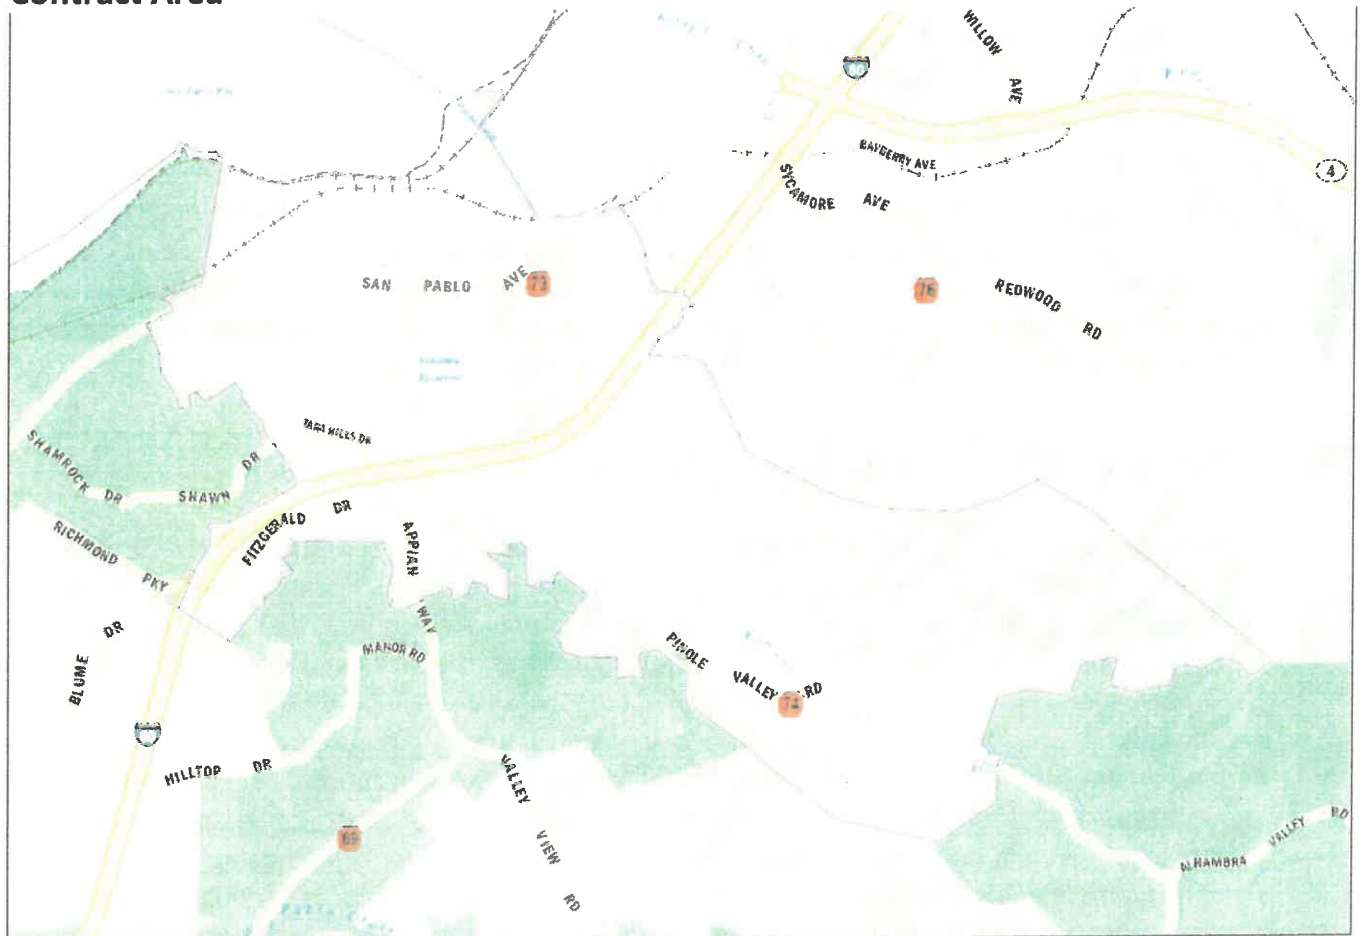 Contract Area
WILLOW AVE
80
BAYBERRY AVE
4
SYCAMORE AVE
SAN PABLO AVE
73
76
REDWOOD RD
TARA HILLS DR
SHAMROCK DR
SHAWN DR
RICHMOND PKY
FITZGERALD DR
APPIAN WAY
BLUME DR
MANOR RD
PINOLE VALLEY RD
74
HILLTOP DR
VALLEY VIEW RD
69
ALHAMBRA VALLEY RD